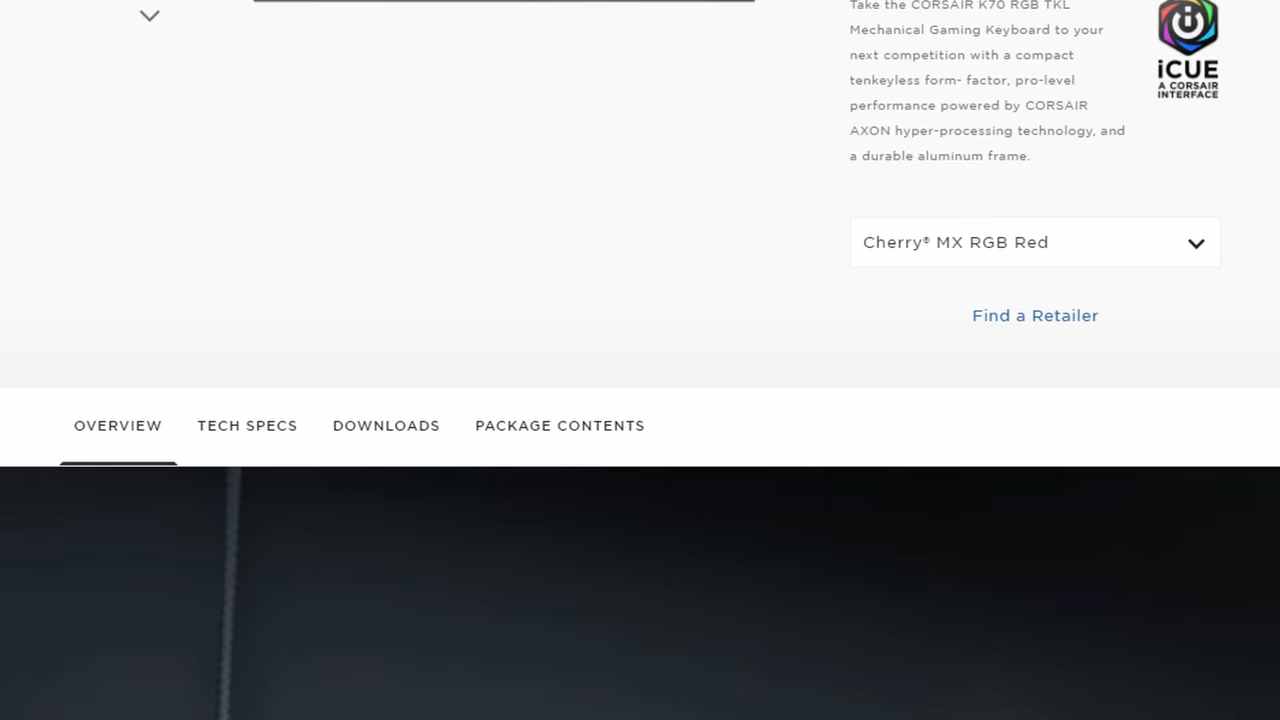 Take the CORSAIR K70 RGB TKL
Mechanical Gaming Keyboard to your
next competition with a compact
tenkeyless form- factor, pro-level
performance powered by CORSAIR
AXON hyper-processing technology, and
a durable aluminum frame.
iCUE
A CORSAIR
INTERFACE
Cherry® MX RGB Red
Find a Retailer
OVERVIEW TECH SPECS DOWNLOADS PACKAGE CONTENTS